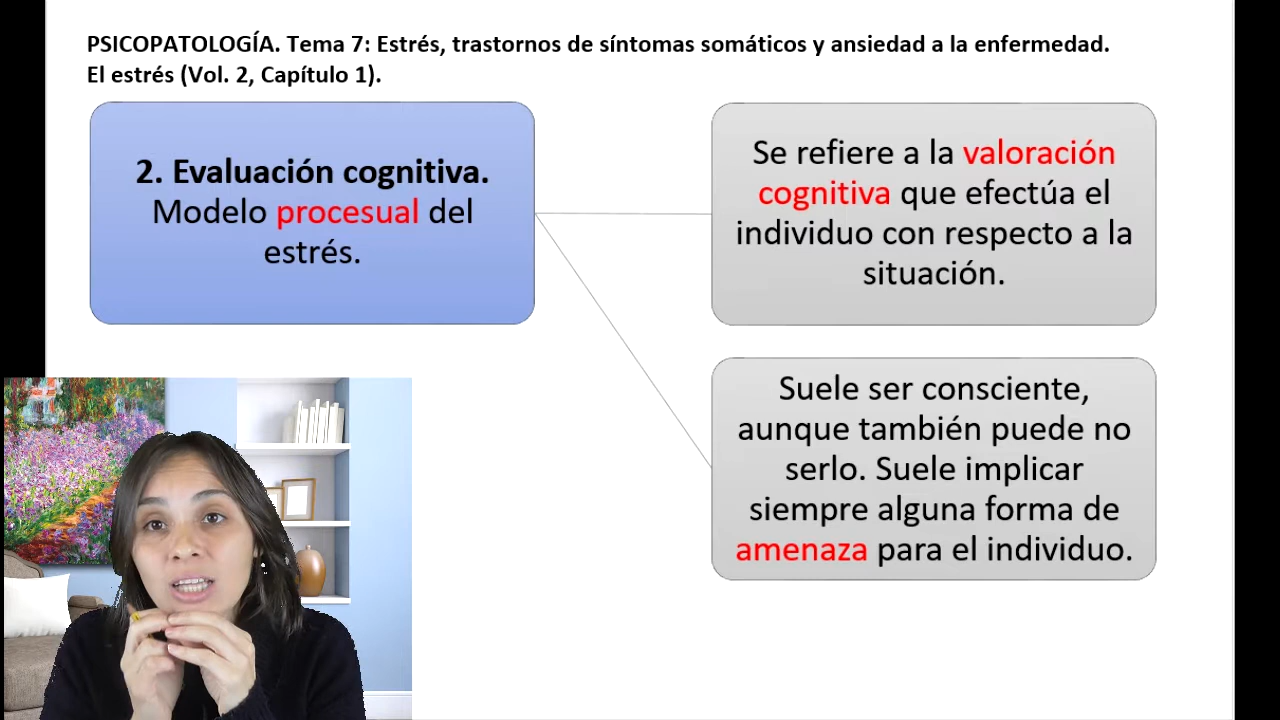 PSICOPATOLOGÍA. Tema 7: Estrés, trastornos de síntomas somáticos y ansiedad a la enfermedad.
El estrés (Vol. 2, Capítulo 1).
2. Evaluación cognitiva.
Modelo procesual del
estrés.
Se refiere a la valoración
cognitiva que efectúa el
individuo con respecto a la
situación.
Suele ser consciente,
aunque también puede no
serlo. Suele implicar
siempre alguna forma de
amenaza para el individuo.